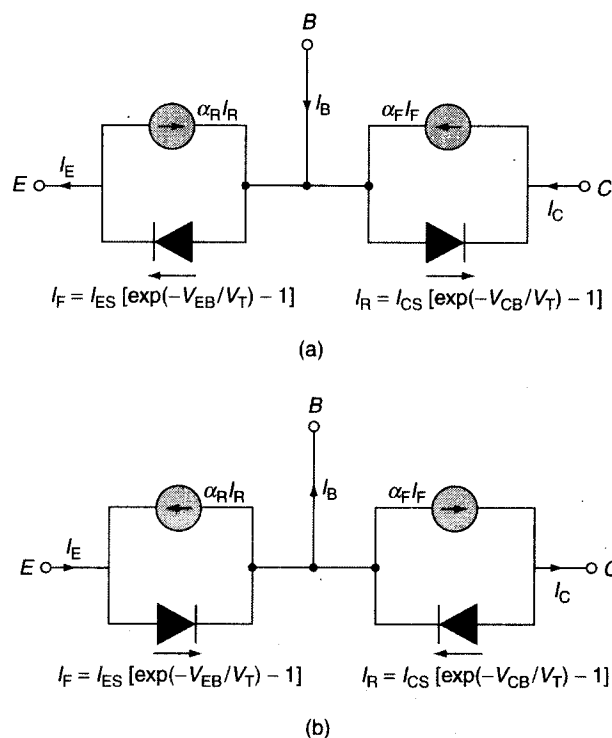 B
α_R I_R
I_B
α_F I_F
E
I_E
I_C
C
I_F = I_ES [exp(−V_EB/V_T) − 1]
I_R = I_CS [exp(−V_CB/V_T) − 1]
(a)
B
α_R I_R
I_B
α_F I_F
E
I_E
I_C
C
I_F = I_ES [exp(−V_EB/V_T) − 1]
I_R = I_CS [exp(−V_CB/V_T) − 1]
(b)